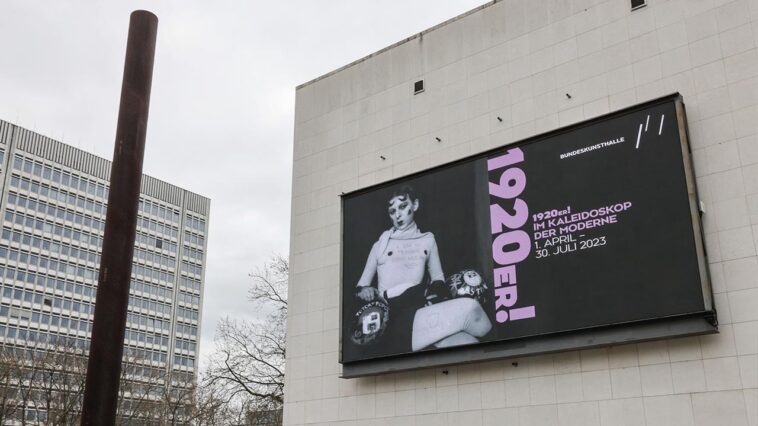 BUNDESKUNSTHALLE
1920ER!
1920ER!
IM KALEIDOSKOP
DER MODERNE
1. APRIL –
30. JULI 2023